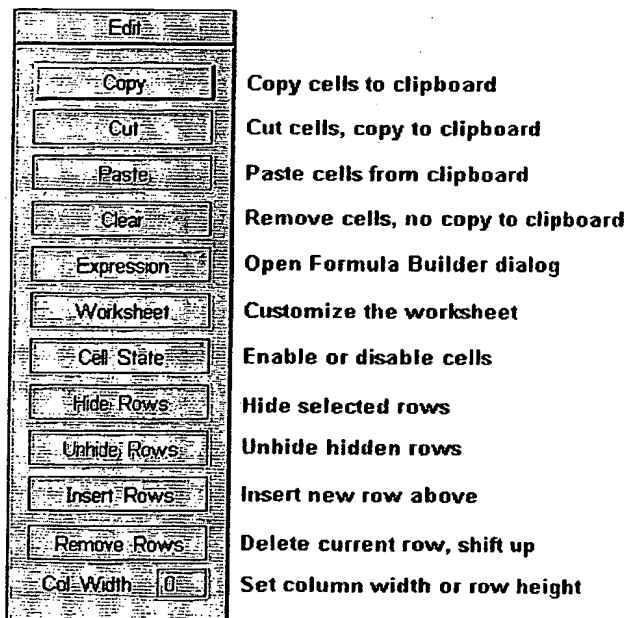 Edit
Copy Copy cells to clipboard
Cut Cut cells, copy to clipboard
Paste Paste cells from clipboard
Clear Remove cells, no copy to clipboard
Expression Open Formula Builder dialog
Worksheet Customize the worksheet
Cell State Enable or disable cells
Hide Rows Hide selected rows
Unhide Rows Unhide hidden rows
Insert Rows Insert new row above
Remove Rows Delete current row, shift up
Col Width 0 Set column width or row height